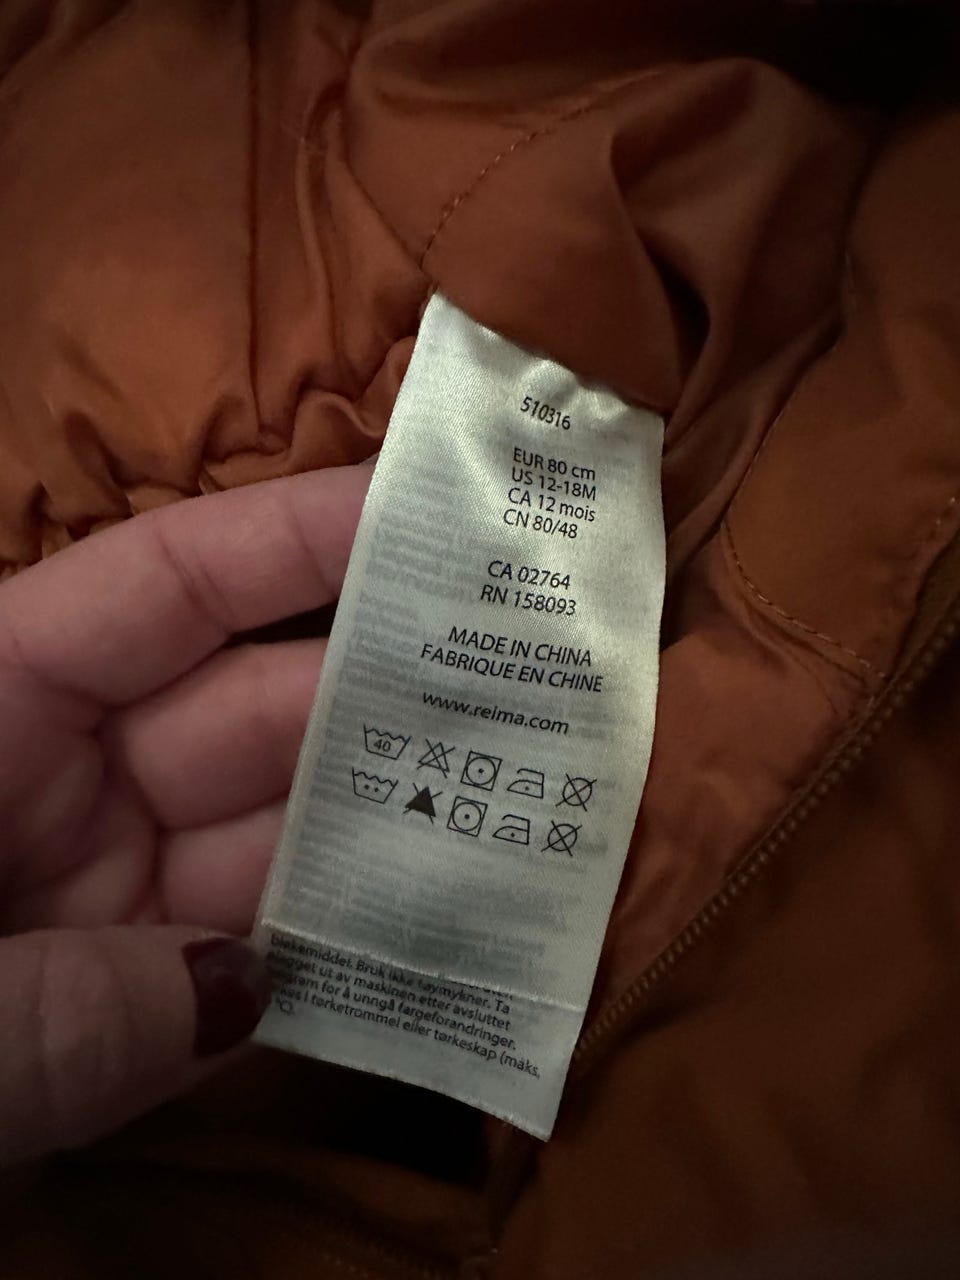 510316
EUR 80 cm
US 12-18M
CA 12 mois
CN 80/48
CA 02764
RN 158093
MADE IN CHINA
FABRIQUE EN CHINE
www.reima.com
40
blekemiddel. Bruk ikke tøymykner. Ta
plagget ut av maskinen etter avsluttet
for å unngå fargeforandringer.
i tørketrommel eller tørkeskap (maks.
°C).